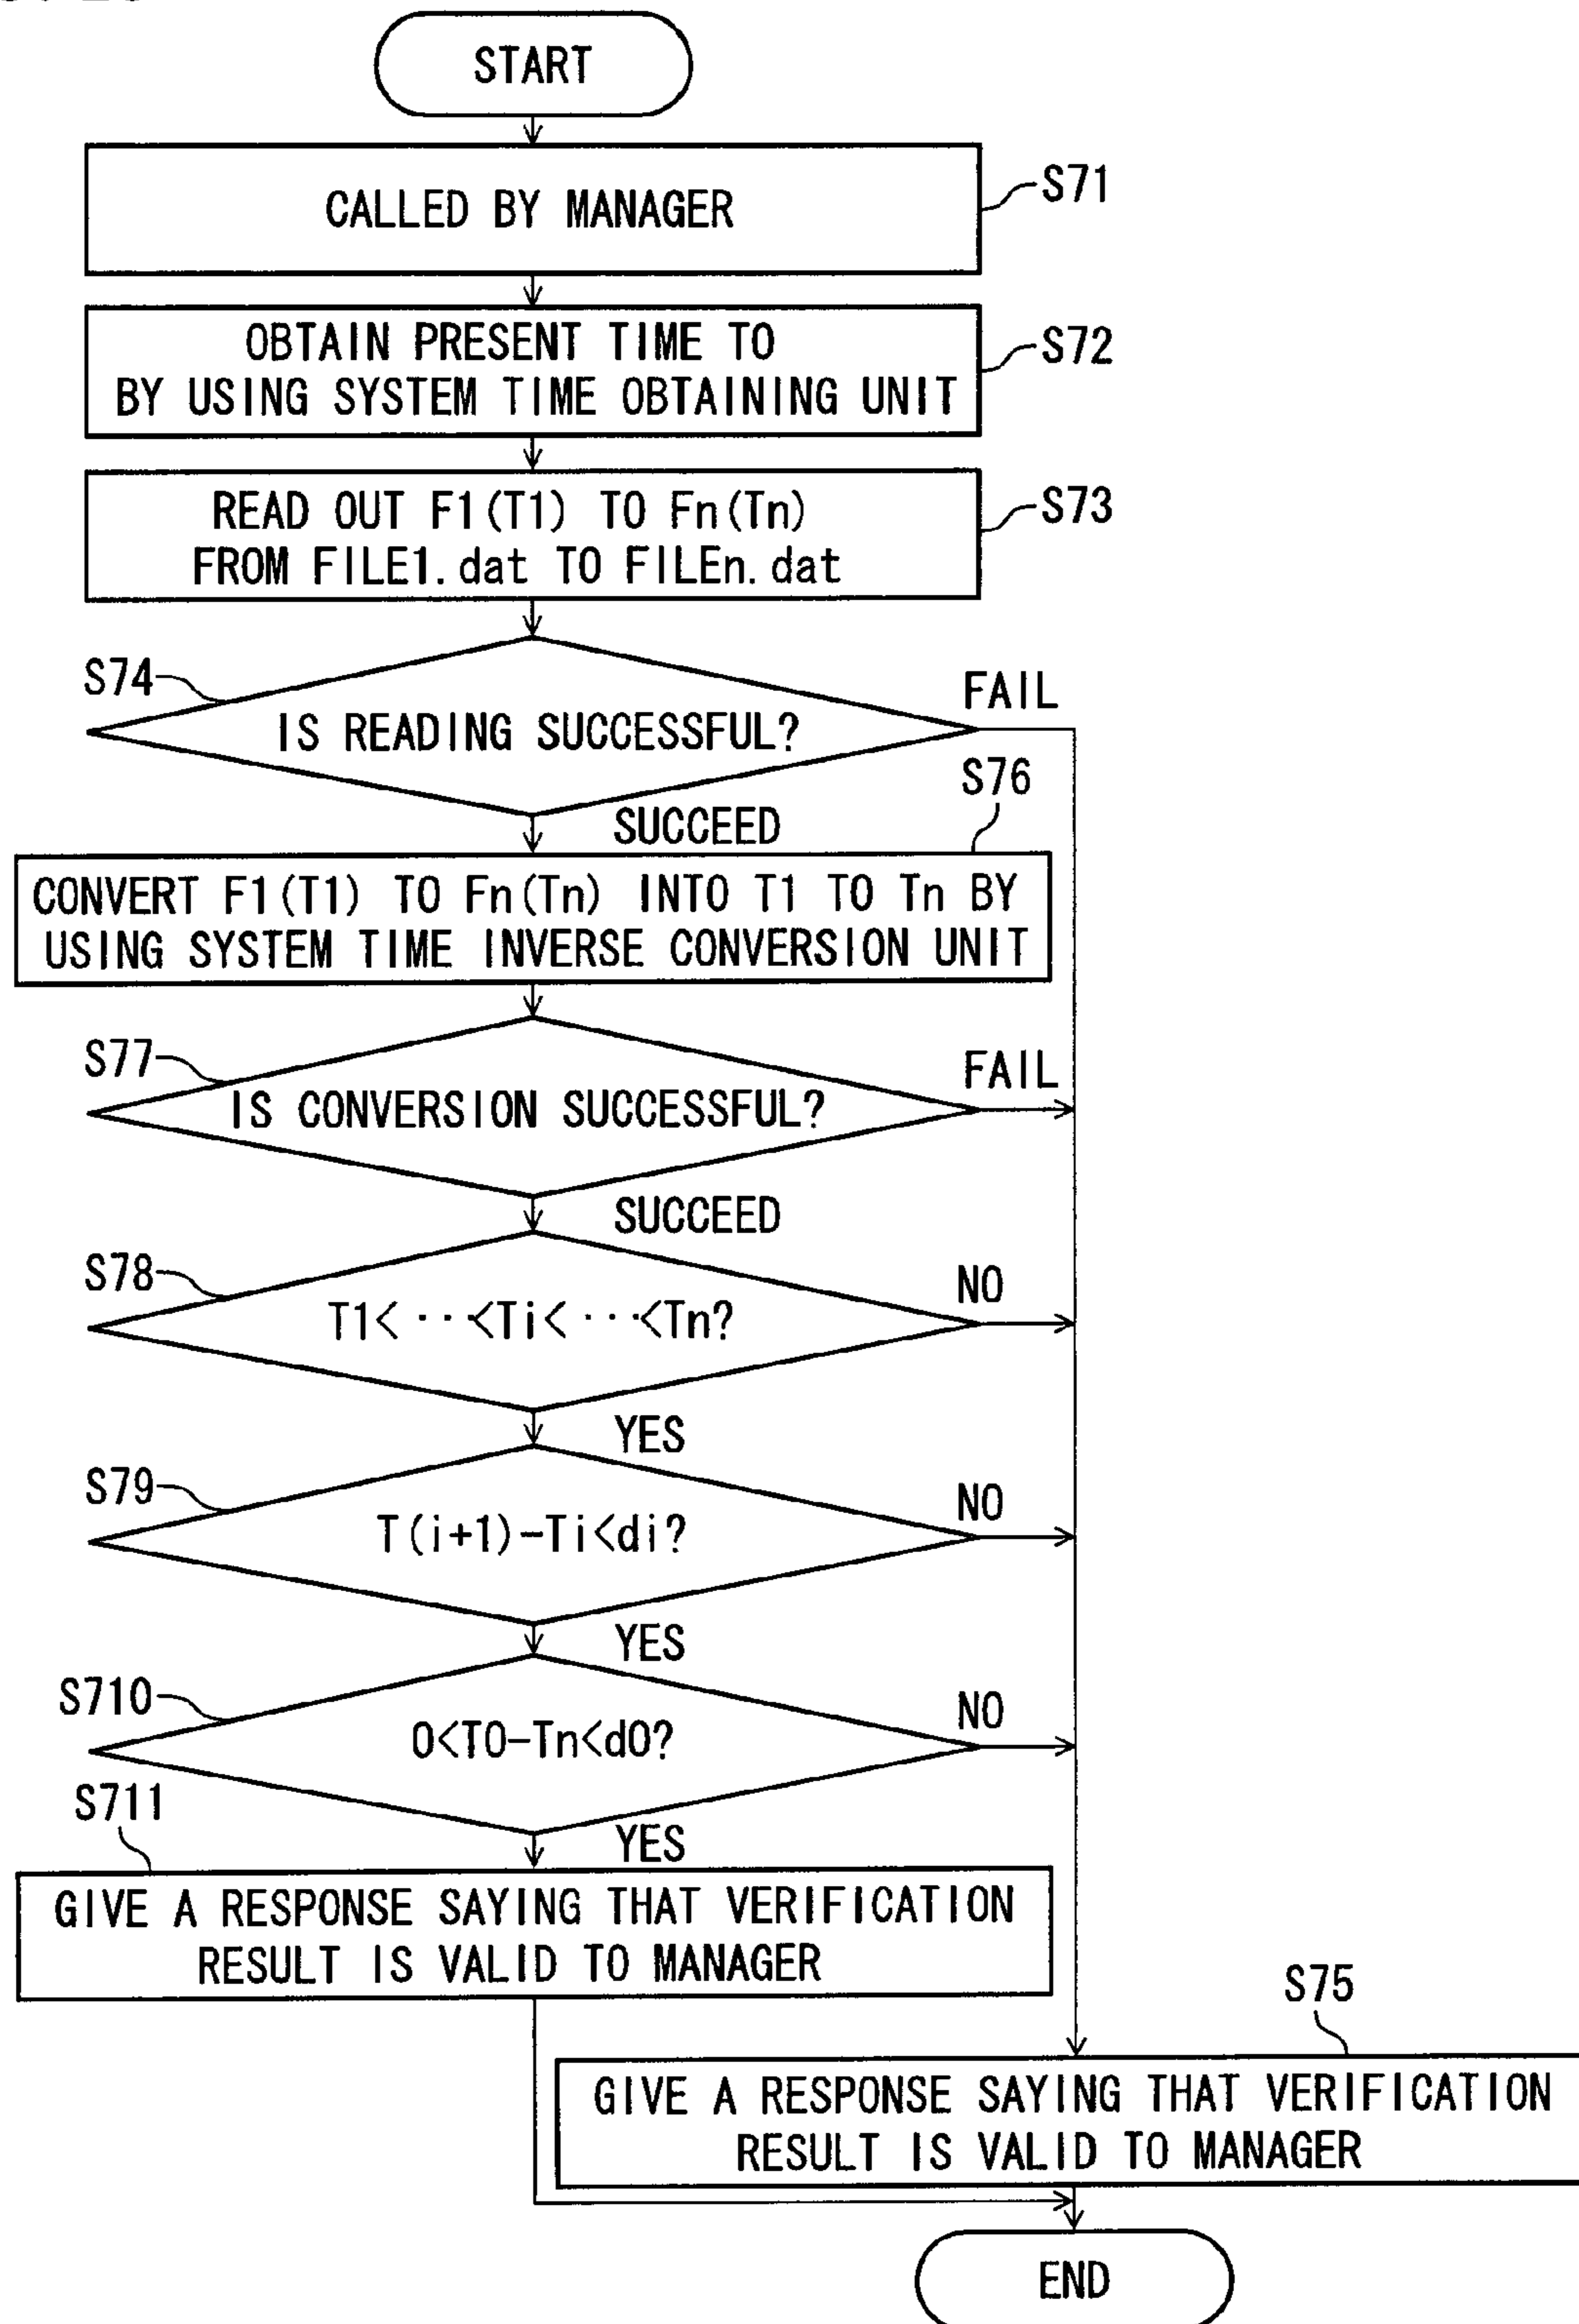 START
CALLED BY MANAGER
S71
OBTAIN PRESENT TIME T0
BY USING SYSTEM TIME OBTAINING UNIT
S72
READ OUT F1(T1) TO Fn(Tn)
FROM FILE1.dat TO FILEn.dat
S73
S74
IS READING SUCCESSFUL?
FAIL
SUCCEED
S76
CONVERT F1(T1) TO Fn(Tn) INTO T1 TO Tn BY
USING SYSTEM TIME INVERSE CONVERSION UNIT
S77
IS CONVERSION SUCCESSFUL?
FAIL
SUCCEED
S78
T1< ··· <Ti< ··· <Tn?
NO
YES
S79
T(i+1)-Ti<di?
NO
YES
S710
0<T0-Tn<d0?
NO
YES
S711
GIVE A RESPONSE SAYING THAT VERIFICATION
RESULT IS VALID TO MANAGER
S75
GIVE A RESPONSE SAYING THAT VERIFICATION
RESULT IS VALID TO MANAGER
END